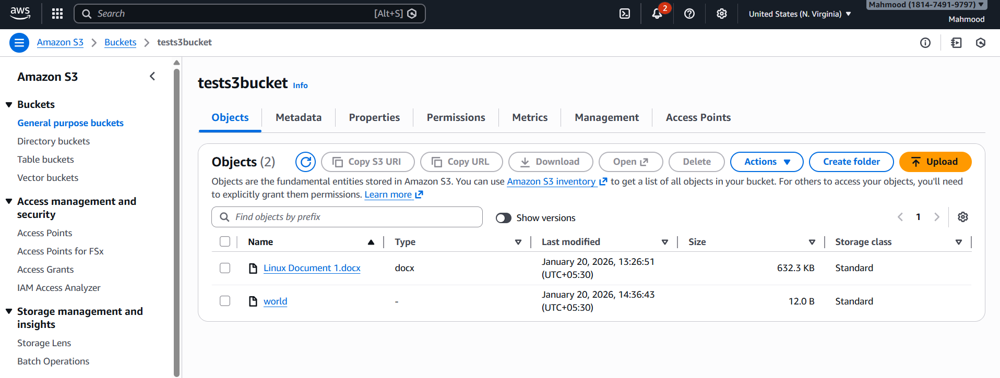 aws
Search [Alt+S]
2
United States (N. Virginia)
Mahmood (1814-7491-9797)
Mahmood
Amazon S3 Buckets tests3bucket
Amazon S3
Buckets
General purpose buckets
Directory buckets
Table buckets
Vector buckets
Access management and
security
Access Points
Access Points for FSx
Access Grants
IAM Access Analyzer
Storage management and
insights
Storage Lens
Batch Operations
tests3bucket Info
Objects Metadata Properties Permissions Metrics Management Access Points
Objects (2) Copy S3 URI Copy URL Download Open Delete Actions Create folder Upload
Objects are the fundamental entities stored in Amazon S3. You can use Amazon S3 inventory to get a list of all objects in your bucket. For others to access your objects, you'll need
to explicitly grant them permissions. Learn more
Find objects by prefix Show versions 1
Name Type Last modified Size Storage class
Linux Document 1.docx docx January 20, 2026, 13:26:51 632.3 KB Standard
(UTC+05:30)
world - January 20, 2026, 14:36:43 12.0 B Standard
(UTC+05:30)